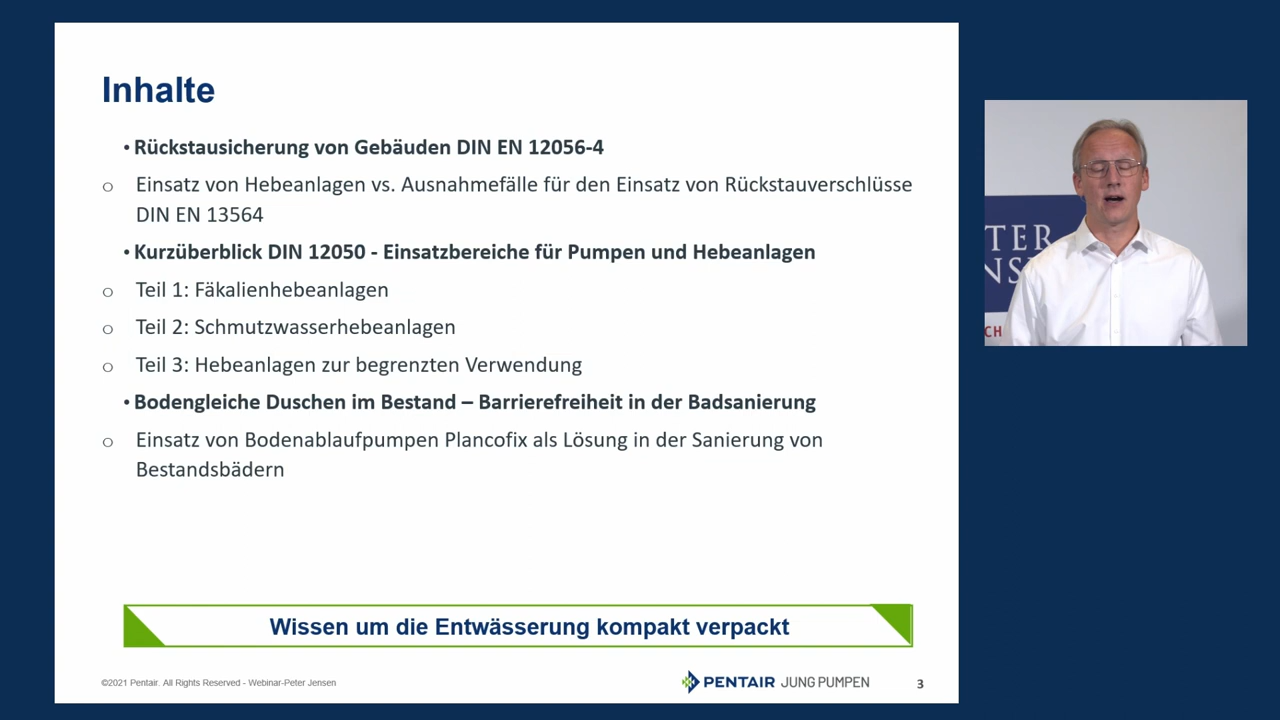 Inhalte
• Rückstausicherung von Gebäuden DIN EN 12056-4
o Einsatz von Hebeanlagen vs. Ausnahmefälle für den Einsatz von Rückstauverschlüsse
DIN EN 13564
• Kurzüberblick DIN 12050 - Einsatzbereiche für Pumpen und Hebeanlagen
o Teil 1: Fäkalienhebeanlagen
o Teil 2: Schmutzwasserhebeanlagen
o Teil 3: Hebeanlagen zur begrenzten Verwendung
• Bodengleiche Duschen im Bestand – Barrierefreiheit in der Badsanierung
o Einsatz von Bodenablaufpumpen Plancofix als Lösung in der Sanierung von
Bestandsbädern
Wissen um die Entwässerung kompakt verpackt
©2021 Pentair. All Rights Reserved - Webinar-Peter Jensen
PENTAIR JUNG PUMPEN
3
TER
NS
CH